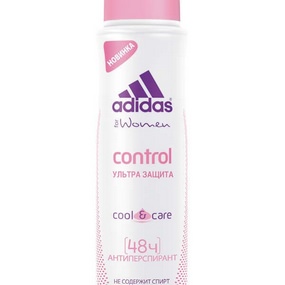 НОВИНКА
adidas
for Women
control
УЛЬТРА ЗАЩИТА
cool & care
[48ч]
АНТИПЕРСПИРАНТ
НЕ СОДЕРЖИТ СПИРТ